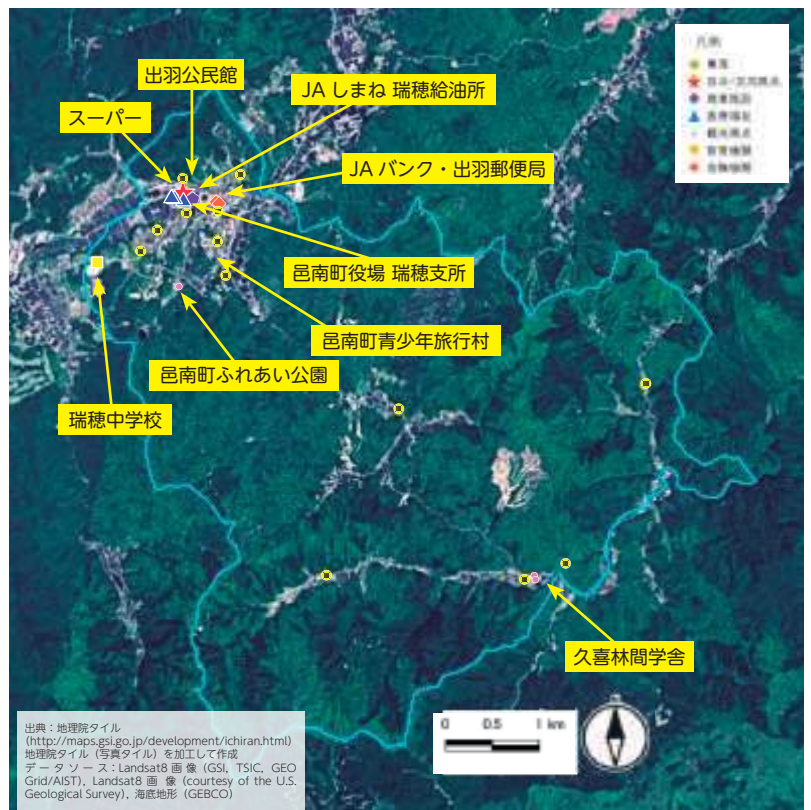 凡例
出羽公民館
JA しまね 瑞穂給油所
スーパー
JA バンク・出羽郵便局
邑南町役場 瑞穂支所
邑南町青少年旅行村
邑南町ふれあい公園
瑞穂中学校
久喜林間学舎
0 0.5 1 km
出典：地理院タイル
(http://maps.gsi.go.jp/development/ichiran.html)
地理院タイル（写真タイル）を加工して作成
データソース：Landsat8 画像（GSI, TSIC, GEO
Grid/AIST）, Landsat8 画像（courtesy of the U.S.
Geological Survey）, 海底地形（GEBCO）